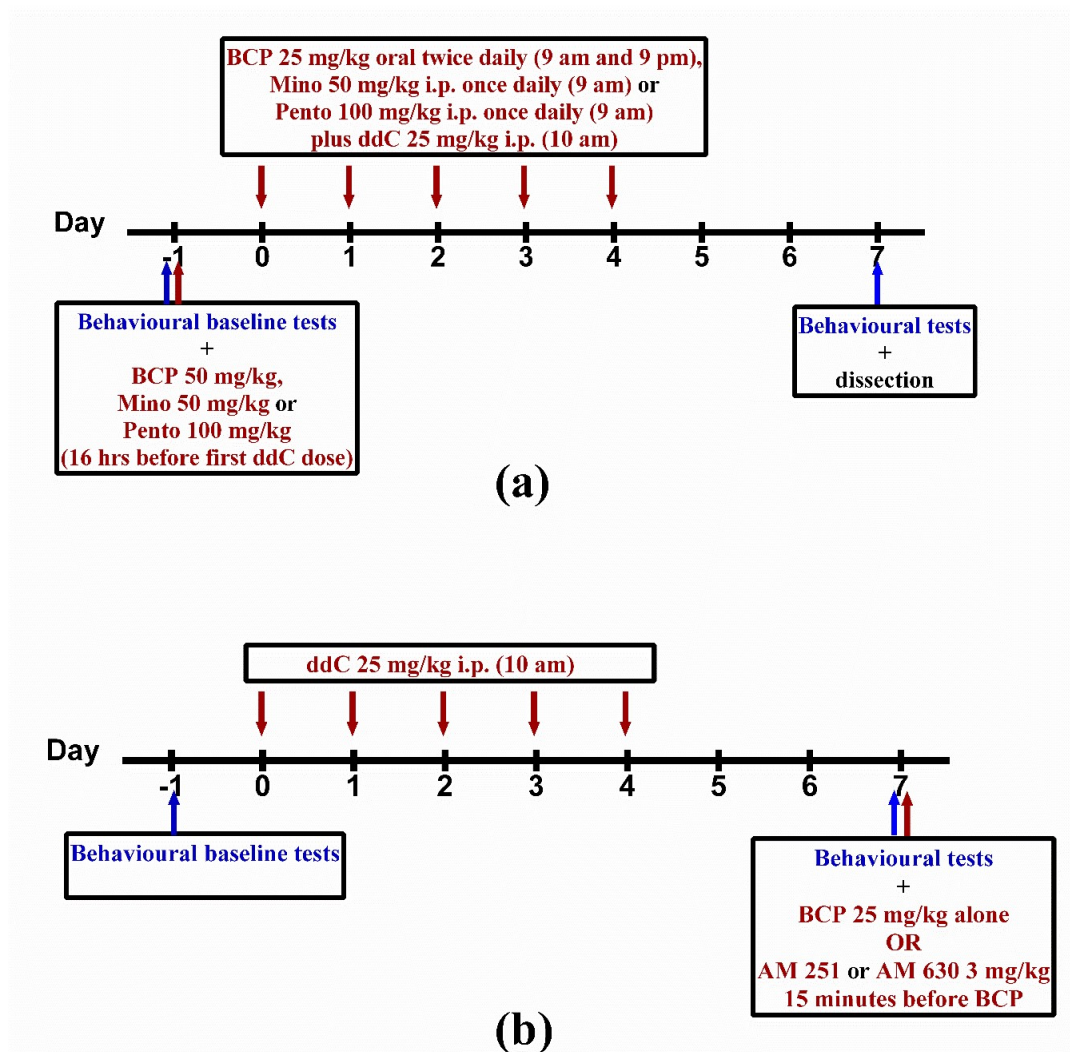 BCP 25 mg/kg oral twice daily (9 am and 9 pm),
Mino 50 mg/kg i.p. once daily (9 am) or
Pento 100 mg/kg i.p. once daily (9 am)
plus ddC 25 mg/kg i.p. (10 am)
Day
-1 0 1 2 3 4 5 6 7
Behavioural baseline tests
+
BCP 50 mg/kg,
Mino 50 mg/kg or
Pento 100 mg/kg
(16 hrs before first ddC dose)
Behavioural tests
+
dissection
(a)
ddC 25 mg/kg i.p. (10 am)
Day
-1 0 1 2 3 4 5 6 7
Behavioural baseline tests
Behavioural tests
+
BCP 25 mg/kg alone
OR
AM 251 or AM 630 3 mg/kg
15 minutes before BCP
(b)